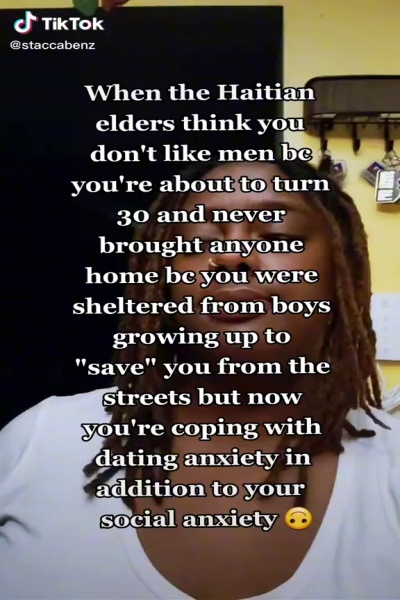 TikTok
@staccabenz
When the Haitian
elders think you
don't like men bc
you're about to turn
30 and never
brought anyone
home bc you were
sheltered from boys
growing up to
"save" you from the
streets but now
you're coping with
dating anxiety in
addition to your
social anxiety 🙃